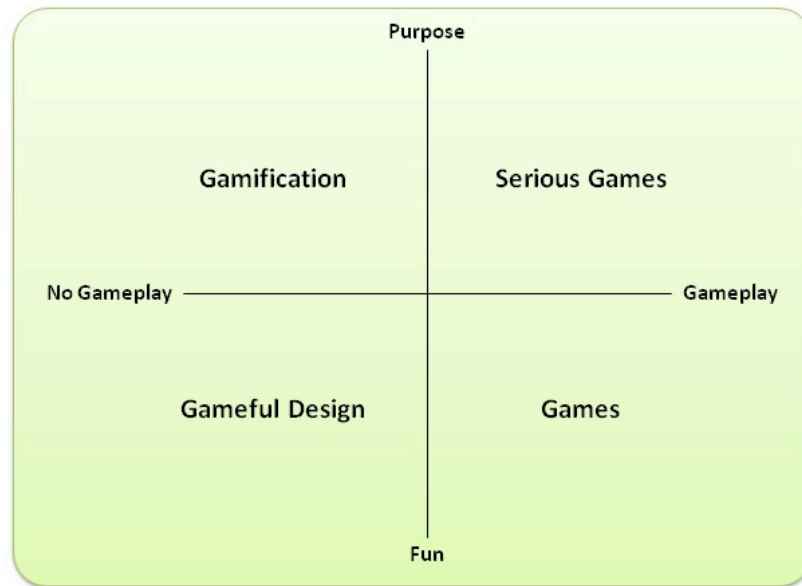 Purpose
Gamification
Serious Games
No Gameplay
Gameplay
Gameful Design
Games
Fun